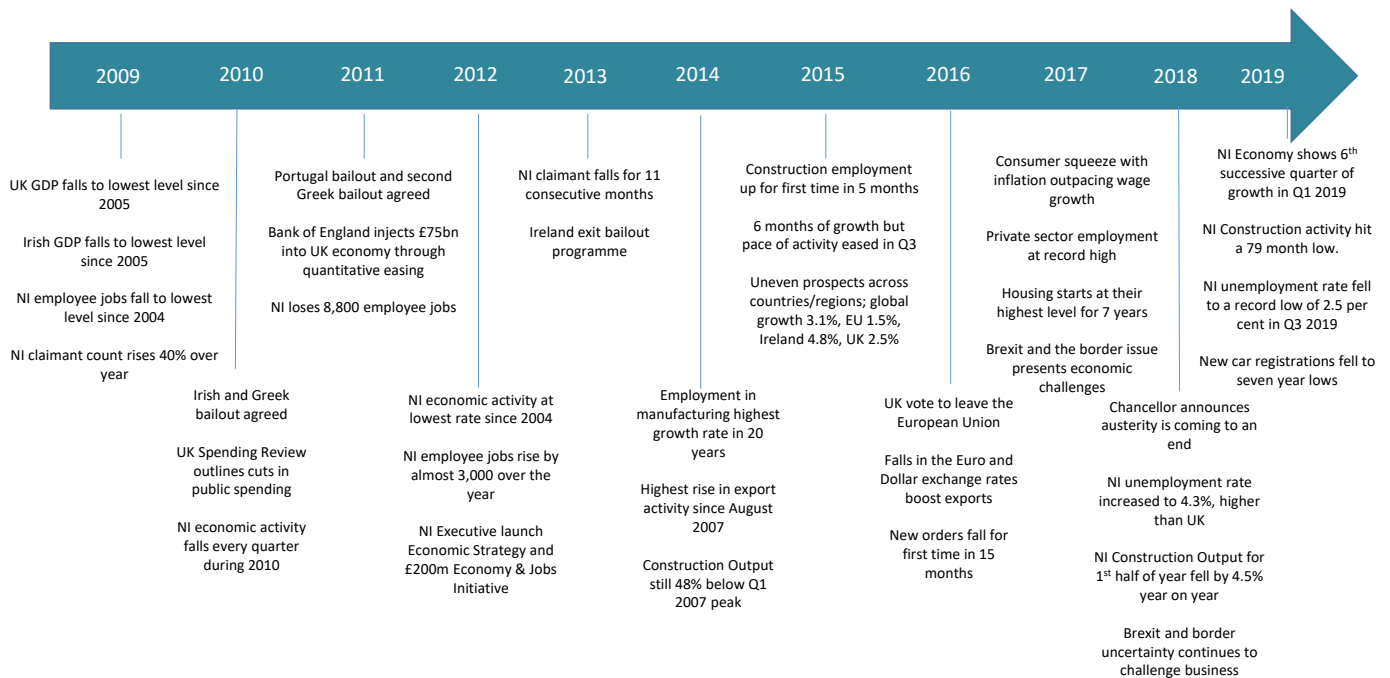 2009 2010 2011 2012 2013 2014 2015 2016 2017 2018 2019
UK GDP falls to lowest level since
2005
Irish GDP falls to lowest level
since 2005
NI employee jobs fall to lowest
level since 2004
NI claimant count rises 40% over
year
Irish and Greek
bailout agreed
UK Spending Review
outlines cuts in
public spending
NI economic activity
falls every quarter
during 2010
Portugal bailout and second
Greek bailout agreed
Bank of England injects £75bn
into UK economy through
quantitative easing
NI loses 8,800 employee jobs
NI economic activity at
lowest rate since 2004
NI employee jobs rise by
almost 3,000 over the
year
NI Executive launch
Economic Strategy and
£200m Economy & Jobs
Initiative
NI claimant falls for 11
consecutive months
Ireland exit bailout
programme
Employment in
manufacturing highest
growth rate in 20
years
Highest rise in export
activity since August
2007
Construction Output
still 48% below Q1
2007 peak
Construction employment
up for first time in 5 months
6 months of growth but
pace of activity eased in Q3
Uneven prospects across
countries/regions; global
growth 3.1%, EU 1.5%,
Ireland 4.8%, UK 2.5%
UK vote to leave the
European Union
Falls in the Euro and
Dollar exchange rates
boost exports
New orders fall for
first time in 15
months
Consumer squeeze with
inflation outpacing wage
growth
Private sector employment
at record high
Housing starts at their
highest level for 7 years
Brexit and the border issue
presents economic
challenges
Chancellor announces
austerity is coming to an
end
NI unemployment rate
increased to 4.3%, higher
than UK
NI Construction Output for
1st half of year fell by 4.5%
year on year
Brexit and border
uncertainty continues to
challenge business
NI Economy shows 6th
successive quarter of
growth in Q1 2019
NI Construction activity hit
a 79 month low.
NI unemployment rate fell
to a record low of 2.5 per
cent in Q3 2019
New car registrations fell to
seven year lows